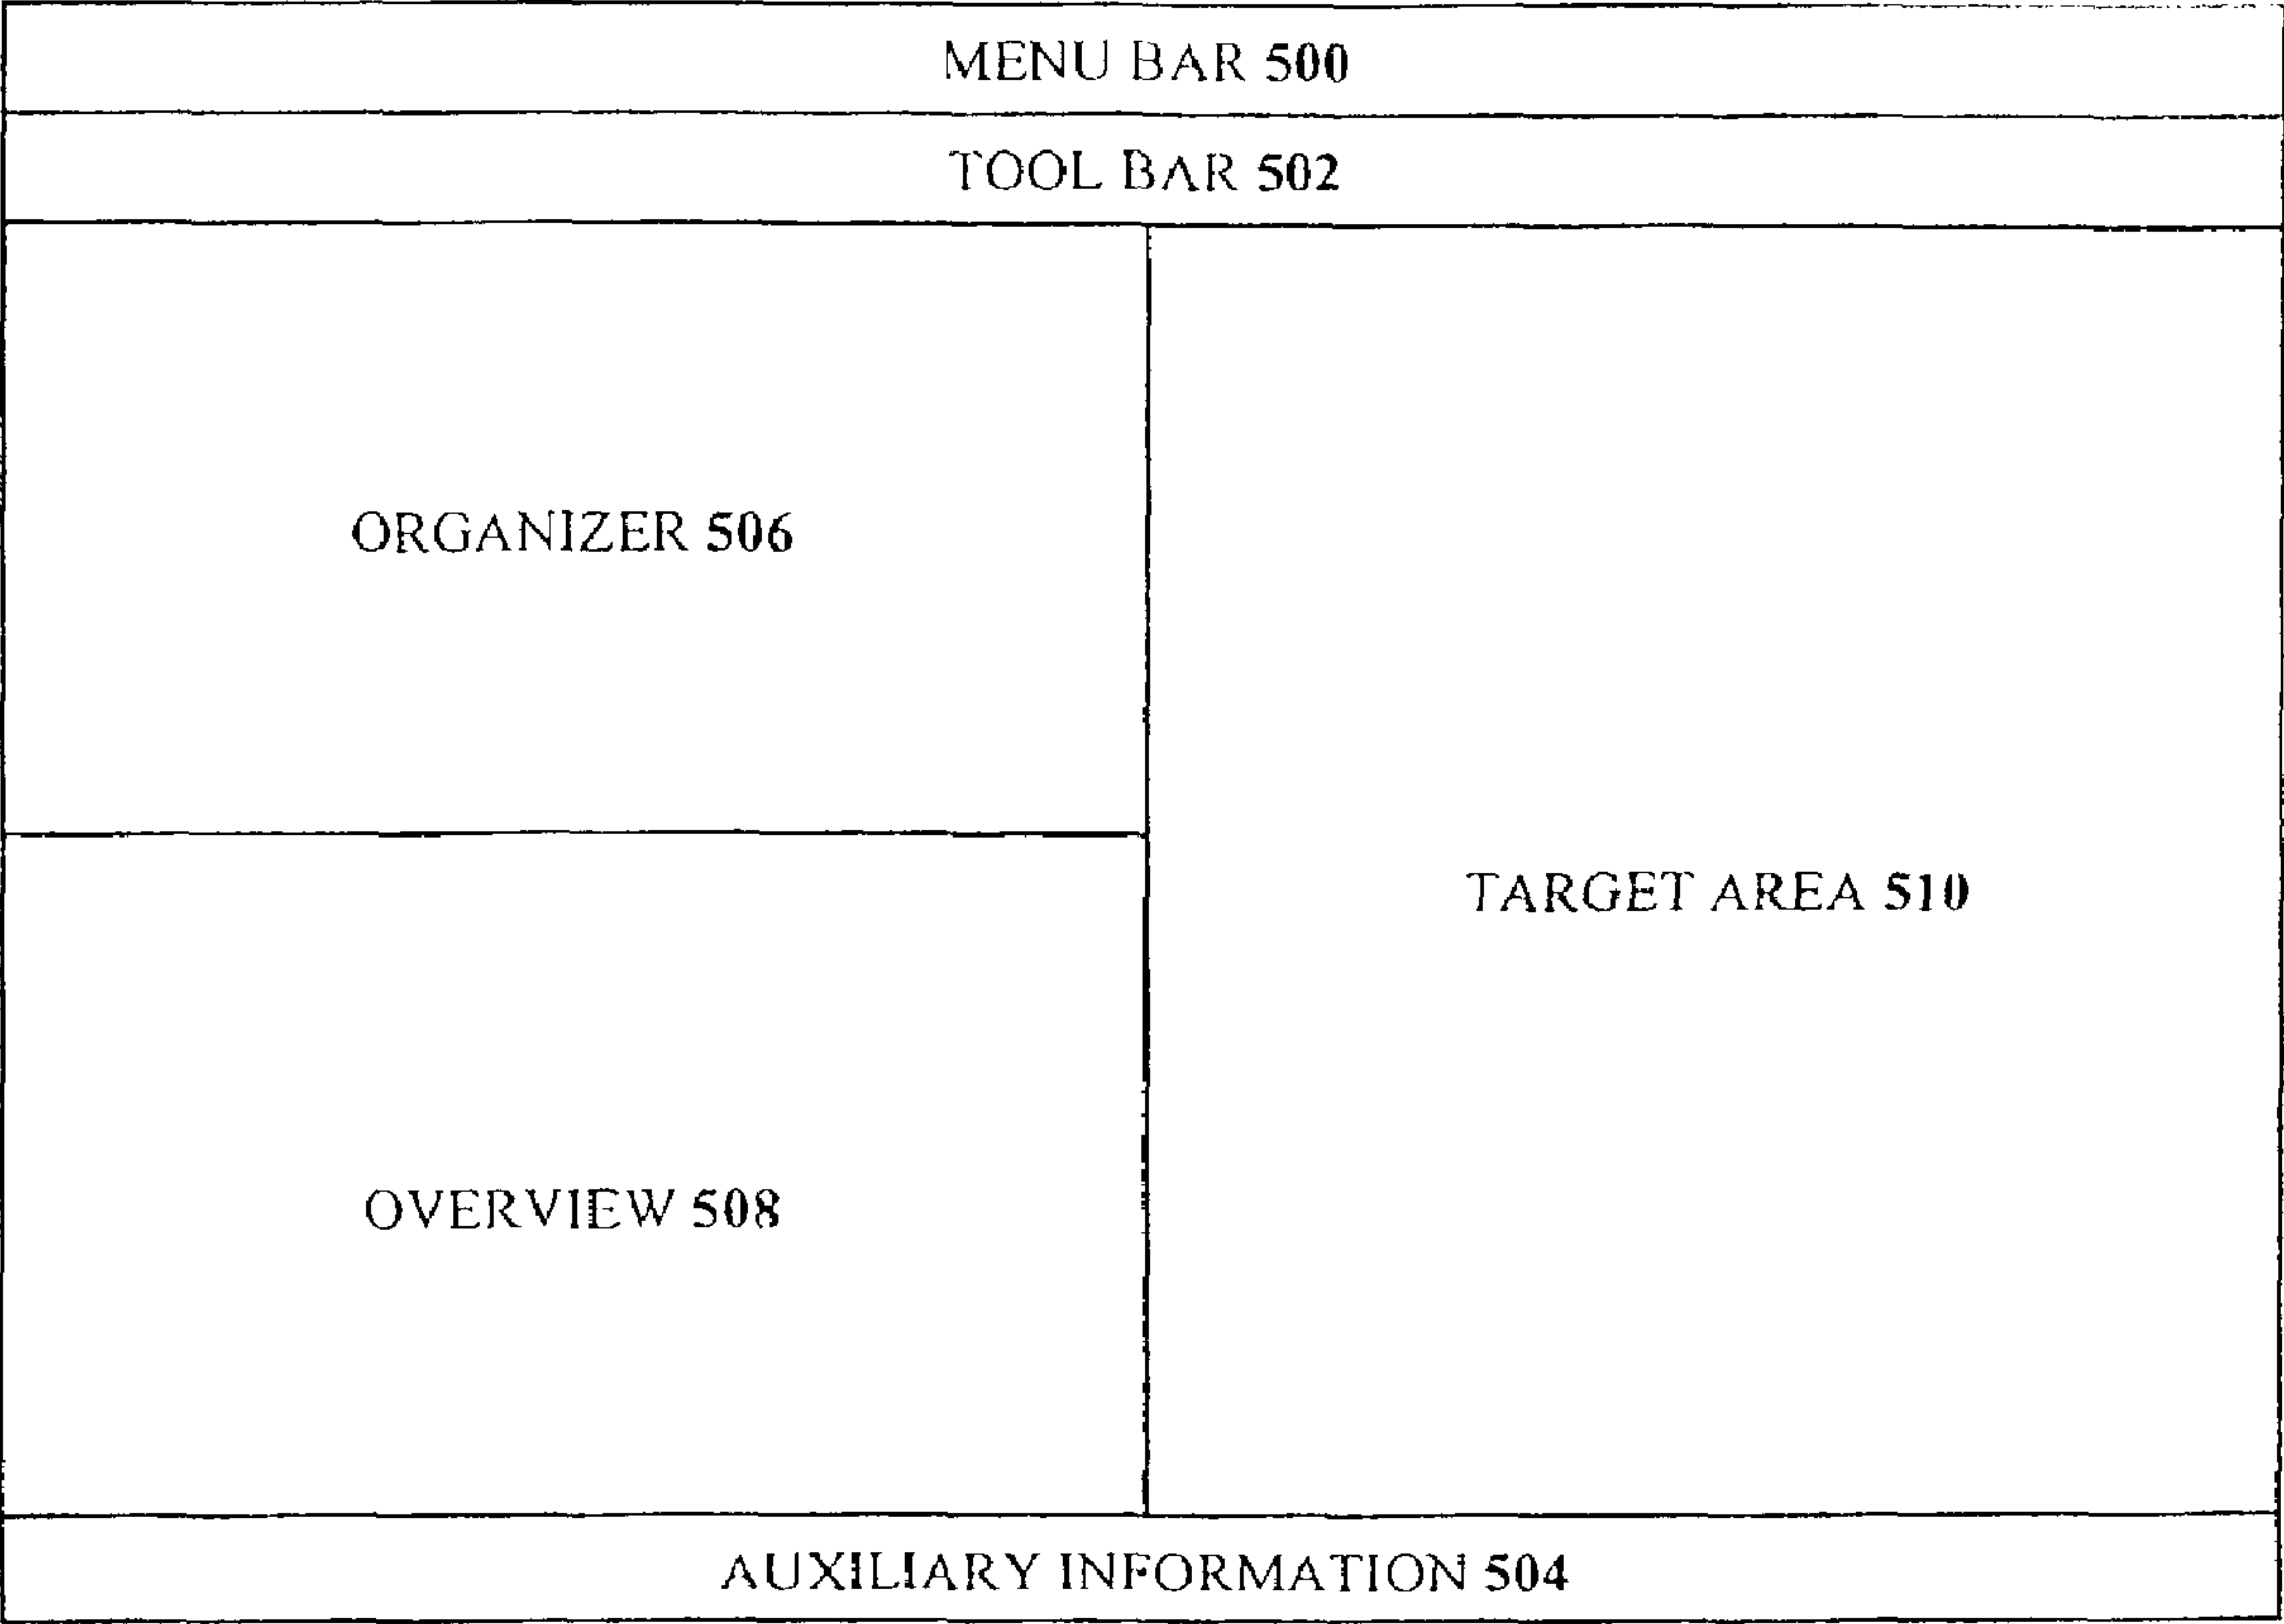 MENU BAR 500
TOOL BAR 502
ORGANIZER 506
TARGET AREA 510
OVERVIEW 508
AUXILIARY INFORMATION 504